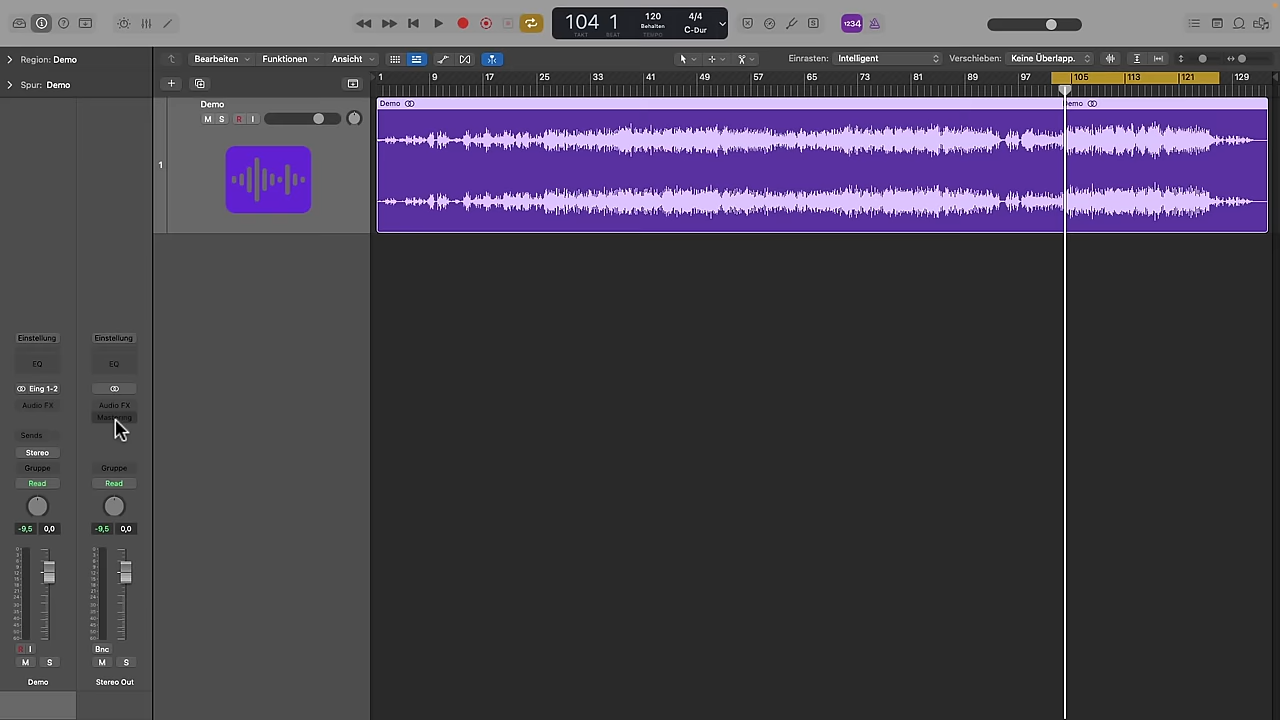 104 1
TAKT BEAT
120
Behalten
TEMPO
4/4
C-Dur
1234
Region: Demo
Bearbeiten Funktionen Ansicht
Einrasten: Intelligent
Verschieben: Keine Überlapp.
Spur: Demo
1 9 17 25 33 41 49 57 65 73 81 89 97 105 113 121 129
Demo
M S R I
Demo
Demo
1
Einstellung Einstellung
EQ EQ
Eing 1-2
Audio FX Audio FX
Mastering
Sends
Stereo
Gruppe Gruppe
Read Read
-9,5 0,0 -9,5 0,0
R I Bnc
M S M S
Demo Stereo Out